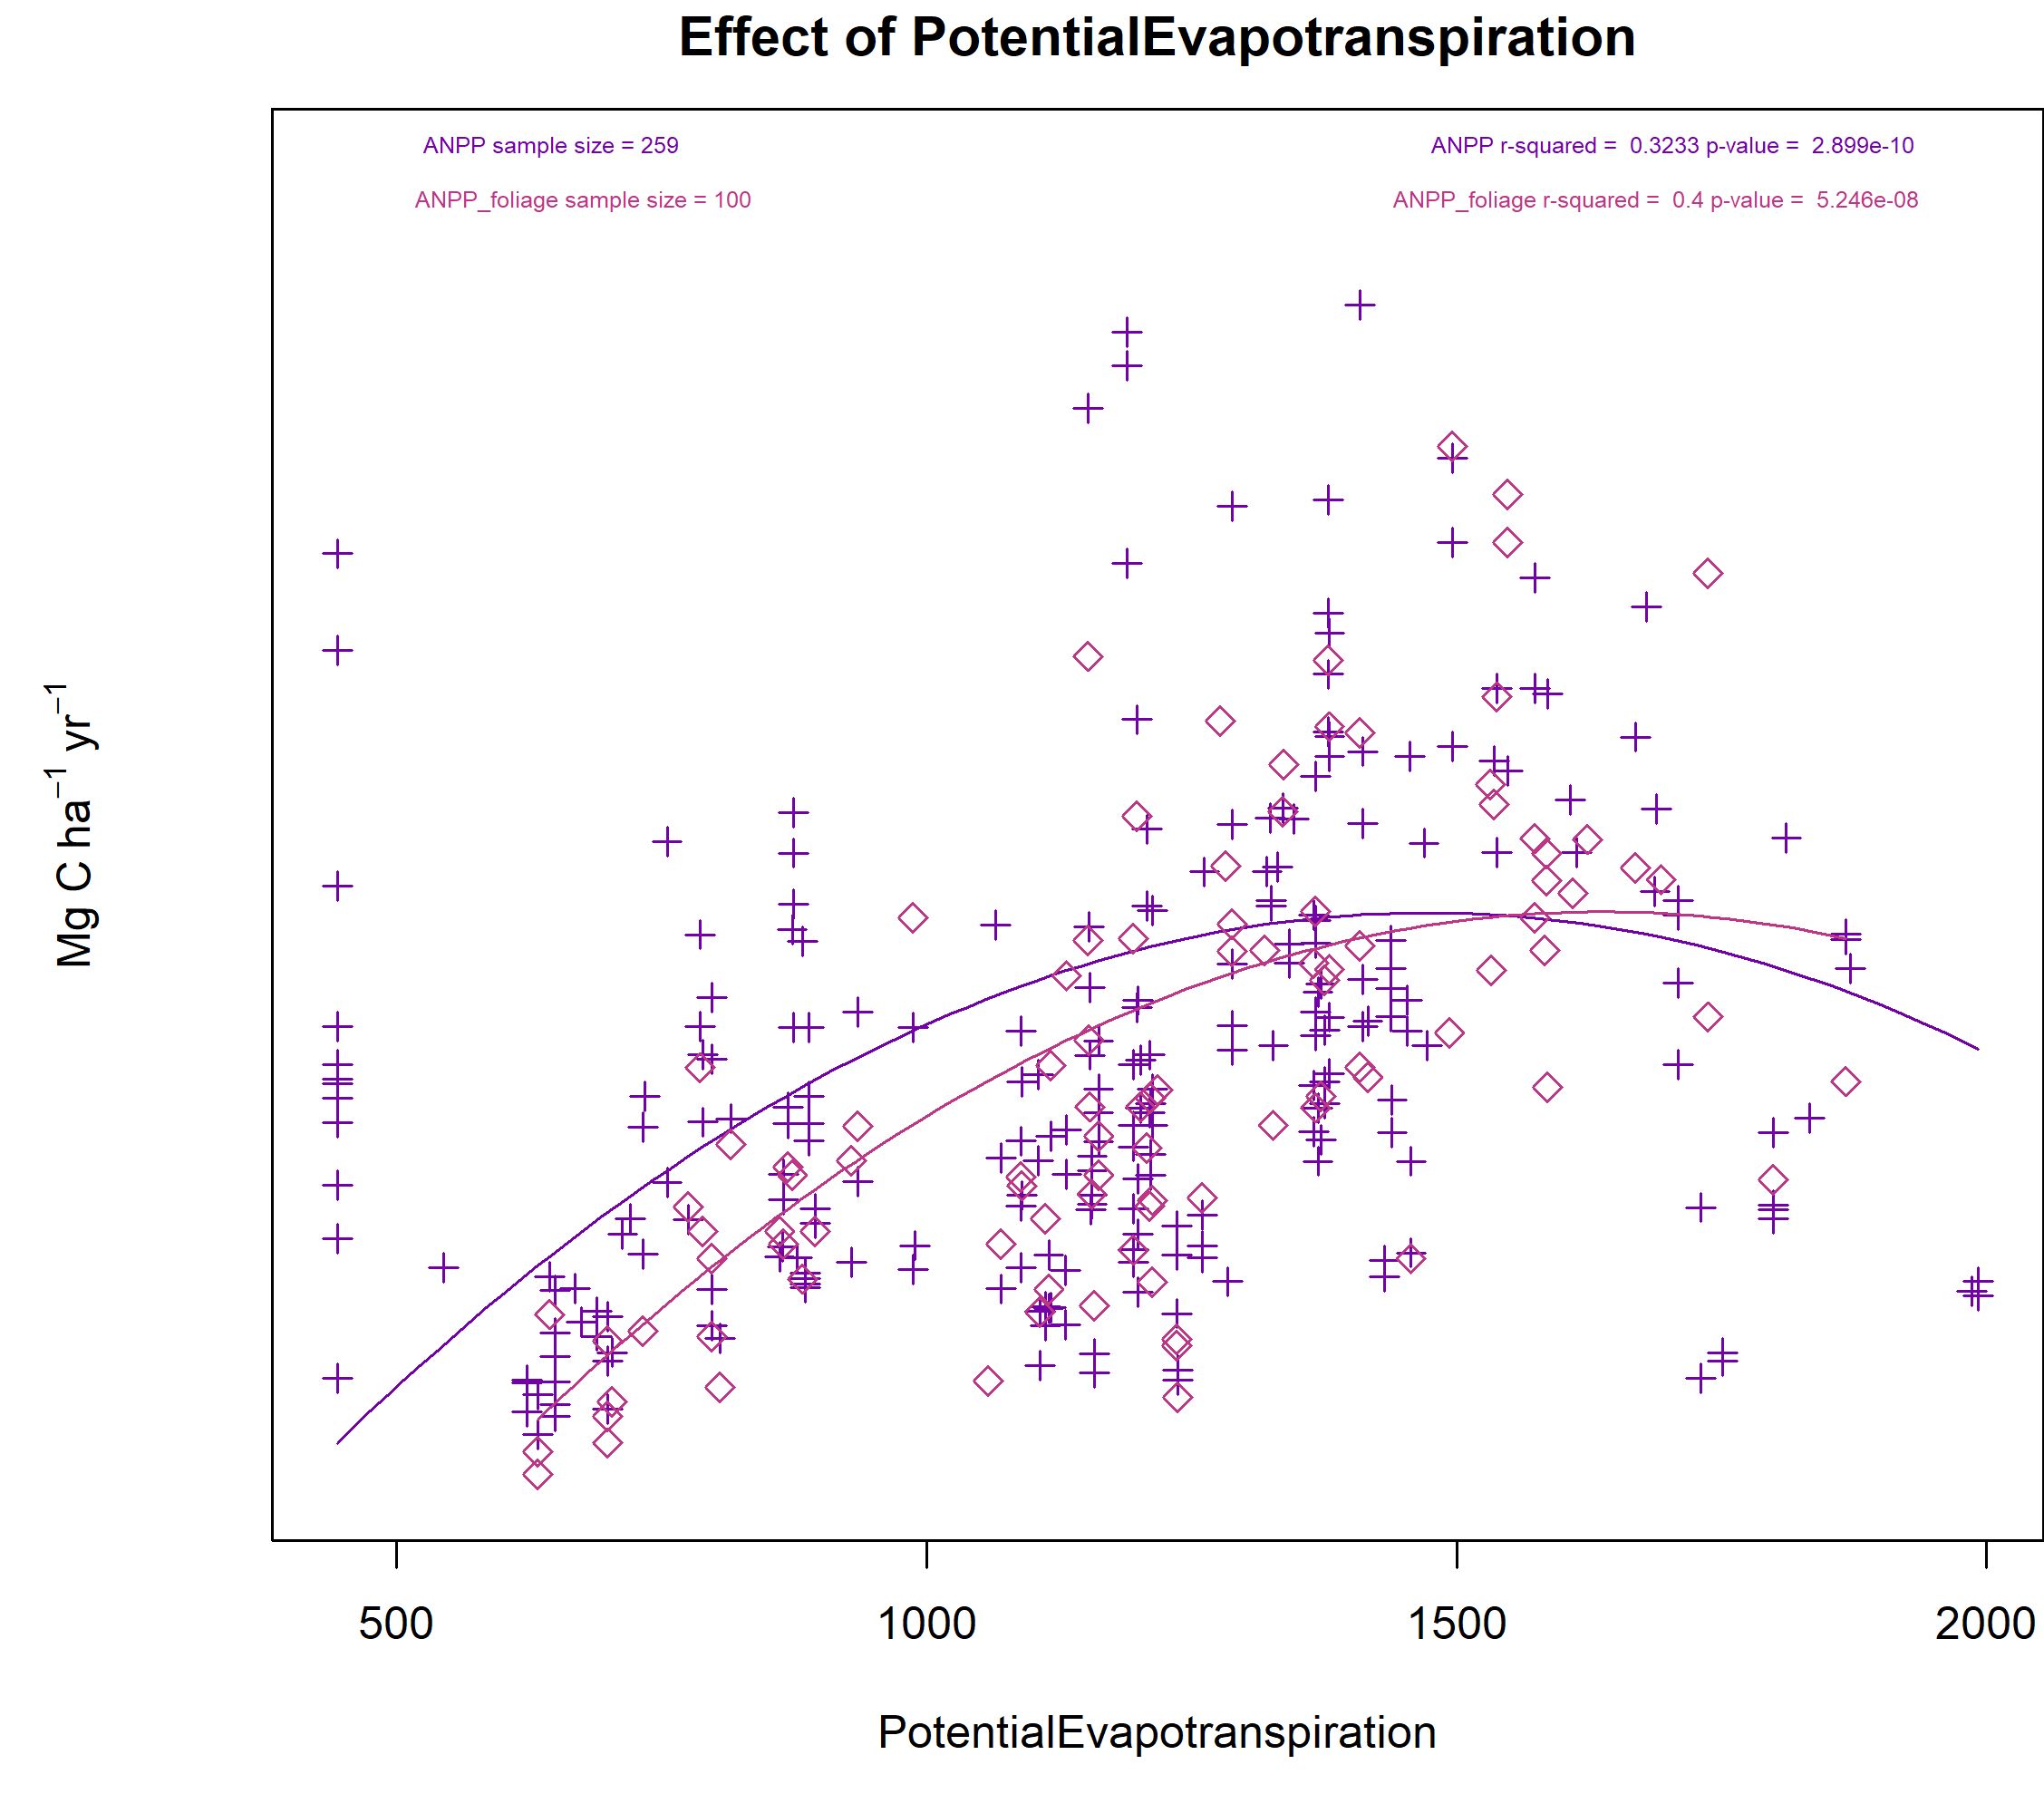 Effect of PotentialEvapotranspiration
ANPP sample size = 259
ANPP r-squared =  0.3233 p-value =  2.899e-10
ANPP_foliage sample size = 100
ANPP_foliage r-squared =  0.4 p-value =  5.246e-08
Mg C ha⁻¹ yr⁻¹
500 1000 1500 2000
PotentialEvapotranspiration